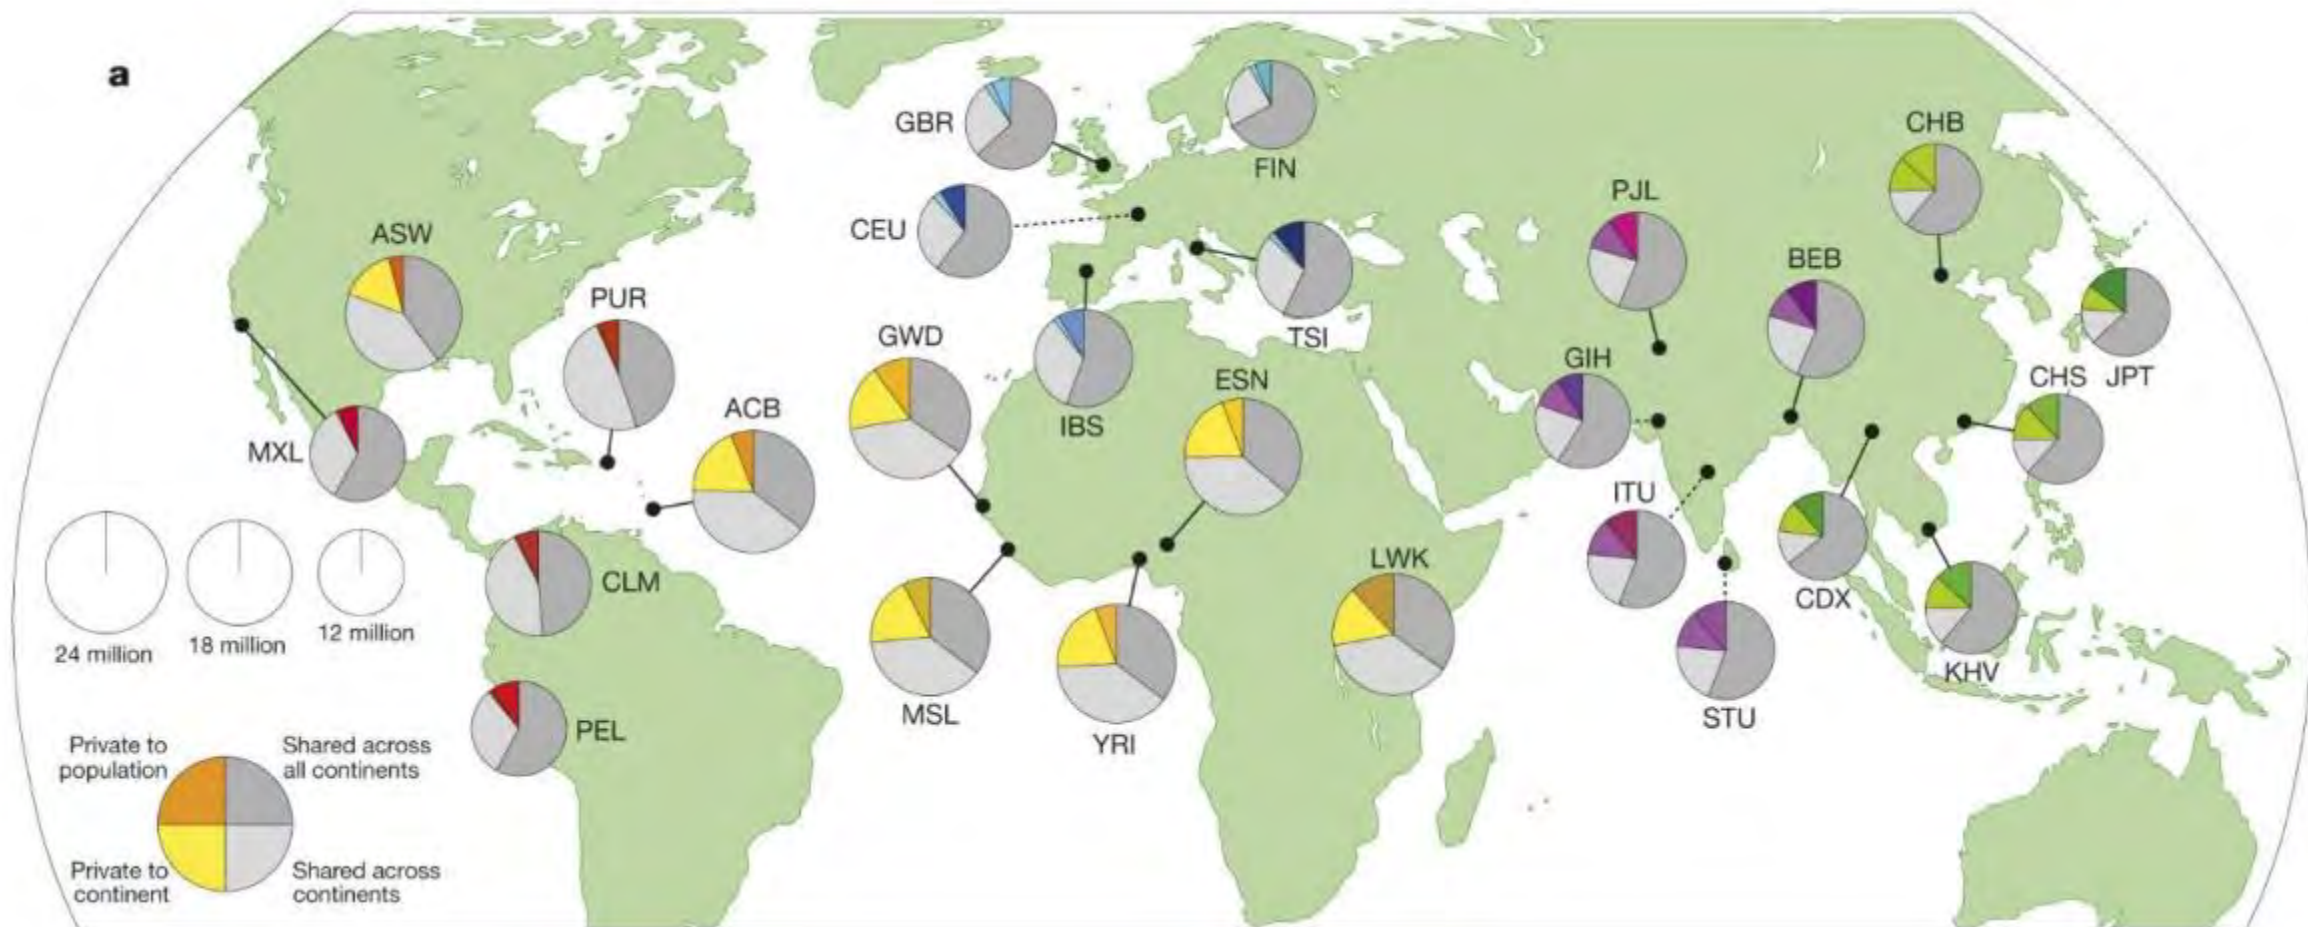 a
GBR
FIN
CHB
CEU
PJL
ASW
BEB
PUR
TSI
GWD
GIH
ESN
CHS
JPT
ACB
IBS
MXL
ITU
LWK
CLM
CDX
24 million
18 million
12 million
KHV
MSL
STU
PEL
YRI
Private to
population
Shared across
all continents
Private to
continent
Shared across
continents